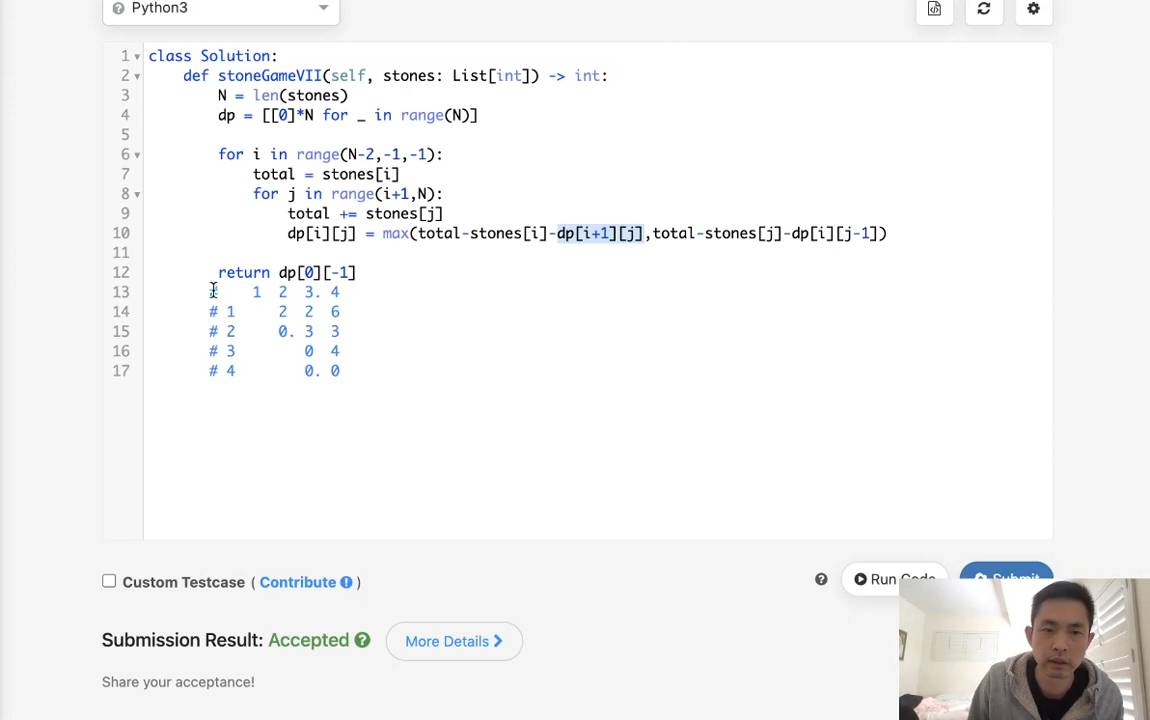 Python3
1 class Solution:
2 def stoneGameVII(self, stones: List[int]) -> int:
3 N = len(stones)
4 dp = [[0]*N for _ in range(N)]
5
6 for i in range(N-2,-1,-1):
7 total = stones[i]
8 for j in range(i+1,N):
9 total += stones[j]
10 dp[i][j] = max(total-stones[i]-dp[i+1][j],total-stones[j]-dp[i][j-1])
11
12 return dp[0][-1]
13 # 1 2 3. 4
14 # 1 2 2 6
15 # 2 0. 3 3
16 # 3 0 4
17 # 4 0. 0
Custom Testcase ( Contribute )
? Run Code Submit
Submission Result: Accepted ?
More Details >
Share your acceptance!